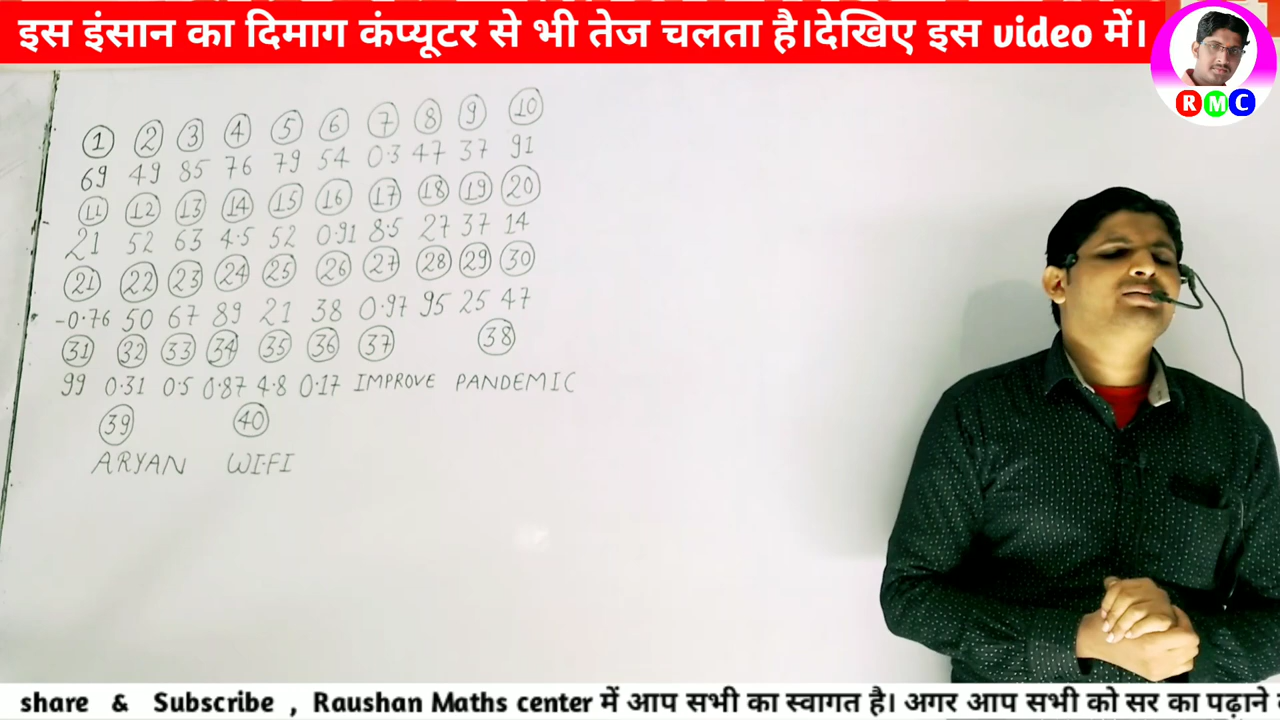 इस इंसान का दिमाग कंप्यूटर से भी तेज चलता है।देखिए इस video में।
RMC
1 2 3 4 5 6 7 8 9 10
69 49 85 76 79 54 0.3 47 37 91
11 12 13 14 15 16 17 18 19 20
21 52 63 4.5 52 0.91 8.5 27 37 14
21 22 23 24 25 26 27 28 29 30
-0.76 50 67 89 21 38 0.97 95 25 47
31 32 33 34 35 36 37 38
99 0.31 0.5 0.87 4.8 0.17 IMPROVE PANDEMIC
39 40
ARYAN WI.FI
share & Subscribe , Raushan Maths center में आप सभी का स्वागत है। अगर आप सभी को सर का पढ़ाने